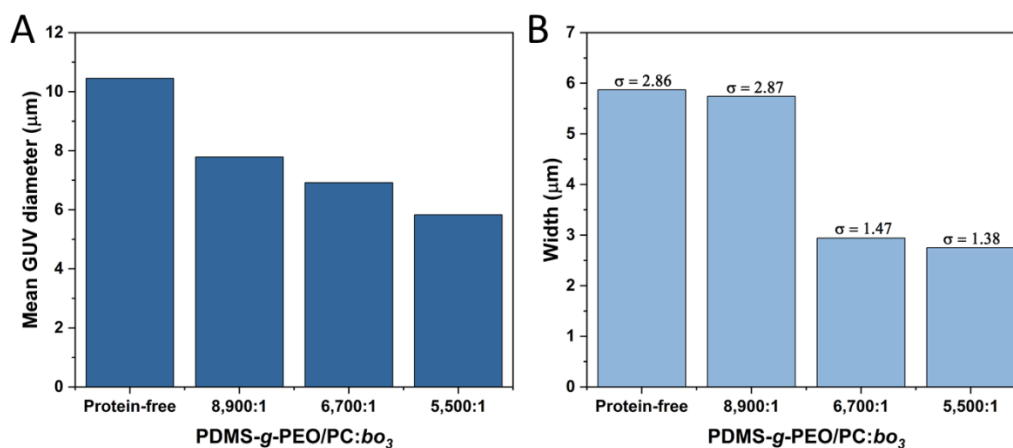 A
Mean GUV diameter (μm)
12
10
8
6
4
2
0
Protein-free 8,900:1 6,700:1 5,500:1
PDMS-g-PEO/PC:bo₃
B
Width (μm)
7
6
5
4
3
2
1
0
σ = 2.86
σ = 2.87
σ = 1.47
σ = 1.38
Protein-free 8,900:1 6,700:1 5,500:1
PDMS-g-PEO/PC:bo₃